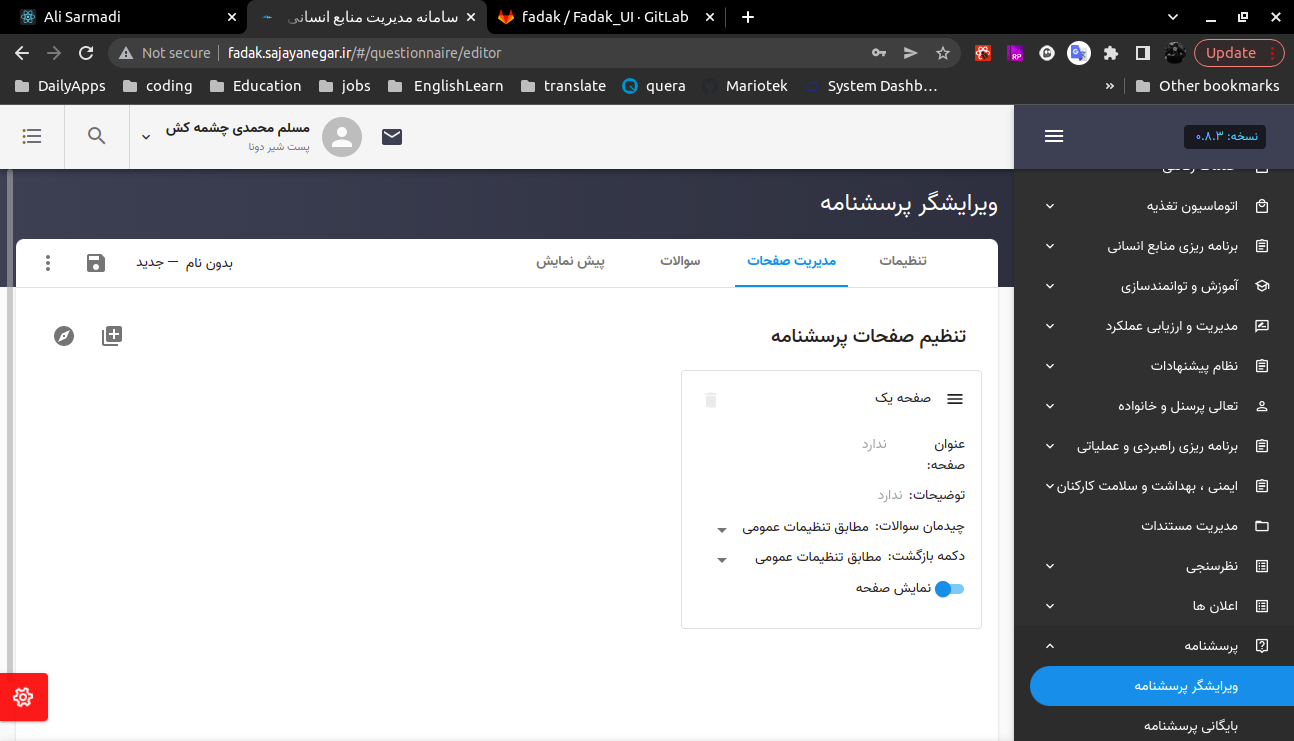 Ali Sarmadi
سامانه مدیریت منابع انسانی
fadak / Fadak_UI · GitLab
Not secure
fadak.sajayanegar.ir/#/questionnaire/editor
Update
DailyApps
coding
Education
jobs
EnglishLearn
translate
quera
Mariotek
System Dashb…
»
Other bookmarks
نسخه: ۰.۸.۳
مسلم محمدی چشمه کش
پست شیر دونا
ویرایشگر پرسشنامه
تنظیمات
مدیریت صفحات
سوالات
پیش نمایش
بدون نام — جدید
تنظیم صفحات پرسشنامه
صفحه یک
عنوان صفحه: ندارد
توضیحات: ندارد
چیدمان سوالات: مطابق تنظیمات عمومی
دکمه بازگشت: مطابق تنظیمات عمومی
نمایش صفحه
اتوماسیون تغذیه
برنامه ریزی منابع انسانی
آموزش و توانمندسازی
مدیریت و ارزیابی عملکرد
نظام پیشنهادات
تعالی پرسنل و خانواده
برنامه ریزی راهبردی و عملیاتی
ایمنی ، بهداشت و سلامت کارکنان
مدیریت مستندات
نظرسنجی
اعلان ها
پرسشنامه
ویرایشگر پرسشنامه
بایگانی پرسشنامه